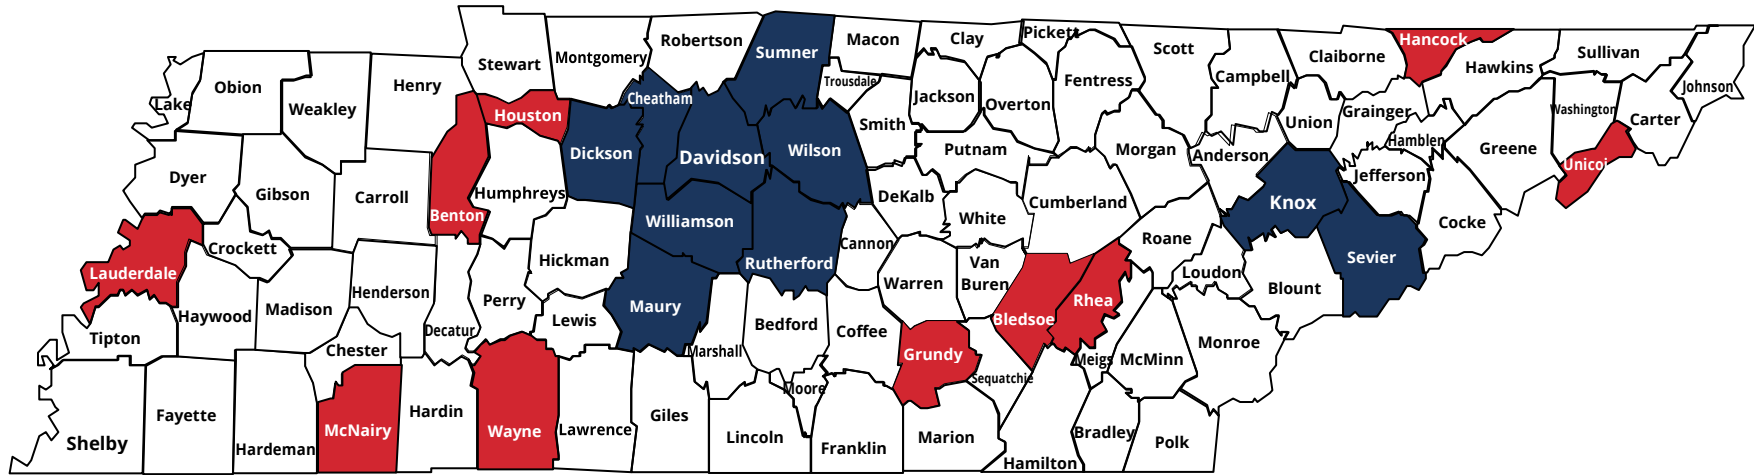 Pickett
Hancock
Macon
Clay
Robertson
Scott
Sumner
Sullivan
Claiborne
Montgomery
Stewart
Hawkins
Campbell
Fentress
Trousdale
Henry
Obion
Johnson
Jackson
Cheatham
Lake
Overton
Weakley
Washington
Grainger
Houston
Carter
Union
Smith
Hamblen
Putnam
Greene
Morgan
Wilson
Dickson
Anderson
Davidson
Unicoi
Dyer
Jefferson
Humphreys
Gibson
Carroll
DeKalb
Knox
Cumberland
Benton
White
Williamson
Cocke
Roane
Cannon
Crockett
Sevier
Hickman
Rutherford
Van
Buren
Lauderdale
Loudon
Warren
Blount
Henderson
Perry
Rhea
Maury
Madison
Haywood
Lewis
Bledsoe
Bedford
Decatur
Coffee
Tipton
Monroe
Chester
Marshall
Grundy
Meigs
McMinn
Sequatchie
Moore
Hardin
Fayette
Giles
McNairy
Wayne
Lawrence
Bradley
Lincoln
Marion
Shelby
Polk
Franklin
Hardeman
Hamilton